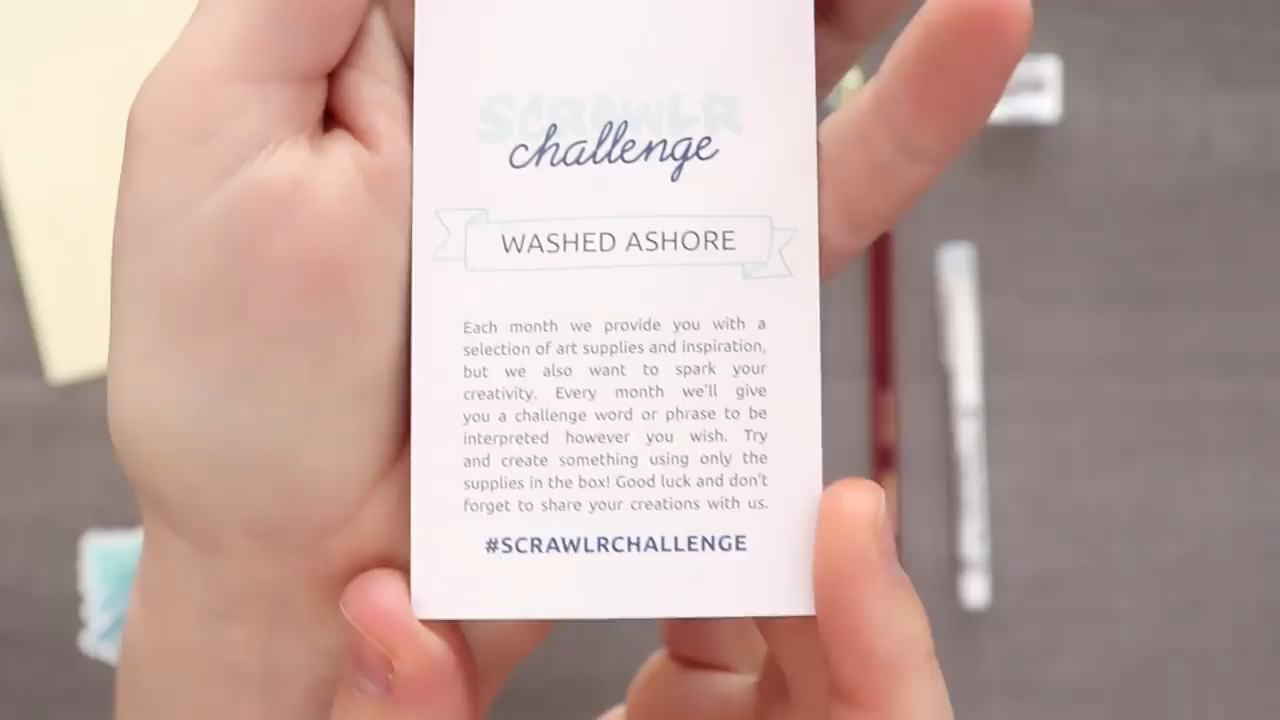 SCRAWLR
challenge
WASHED ASHORE
Each month we provide you with a
selection of art supplies and inspiration,
but we also want to spark your
creativity. Every month we'll give
you a challenge word or phrase to be
interpreted however you wish. Try
and create something using only the
supplies in the box! Good luck and don't
forget to share your creations with us.
#SCRAWLRCHALLENGE